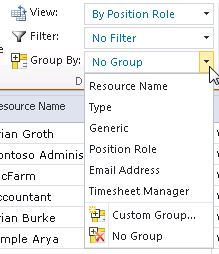 View: By Position Role
Filter: No Filter
Group By: No Group
D
esource Name
Resource Name
rian Groth
Type
ontoso Adminis
Generic
cFarm
Position Role
ccountant
Email Address
Timesheet Manager
rian Burke
Custom Group...
mple Arya
No Group